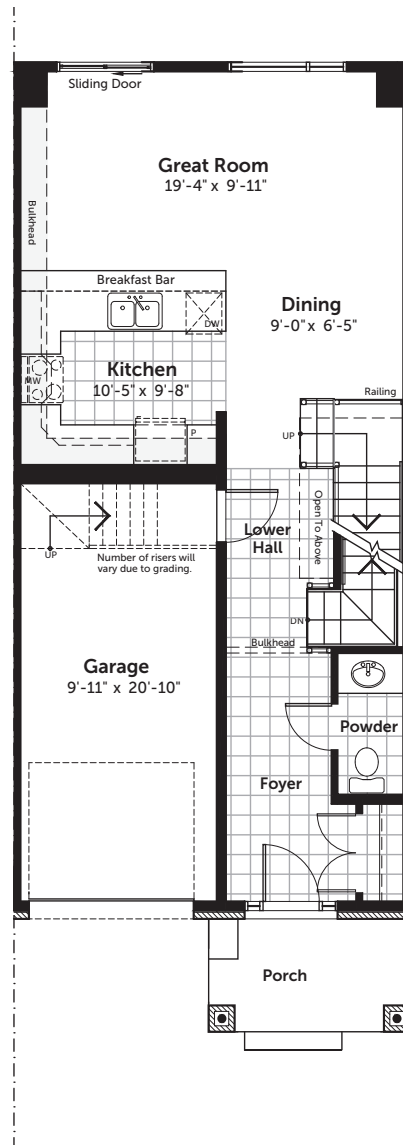 Sliding Door
Great Room
19'-4" x 9'-11"
Bulkhead
Breakfast Bar
Dining
9'-0" x 6'-5"
DW
Kitchen
10'-5" x 9'-8"
MW
Railing
P
UP
Open To Above
Lower
Hall
UP
Number of risers will
vary due to grading.
DN
Bulkhead
Garage
9'-11" x 20'-10"
Powder
Foyer
Porch